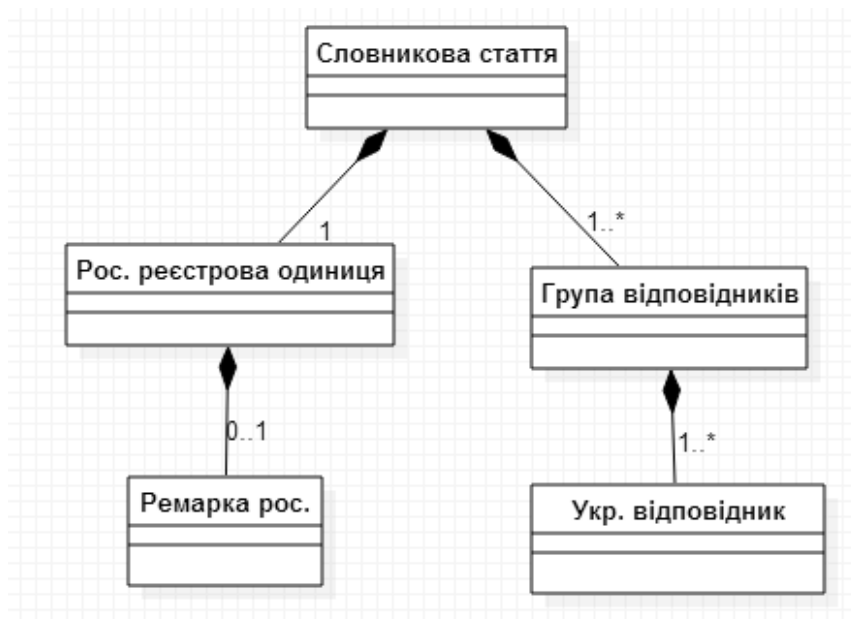 Словникова стаття
1
1..*
Рос. реєстрова одиниця
Група відповідників
0..1
1..*
Ремарка рос.
Укр. відповідник